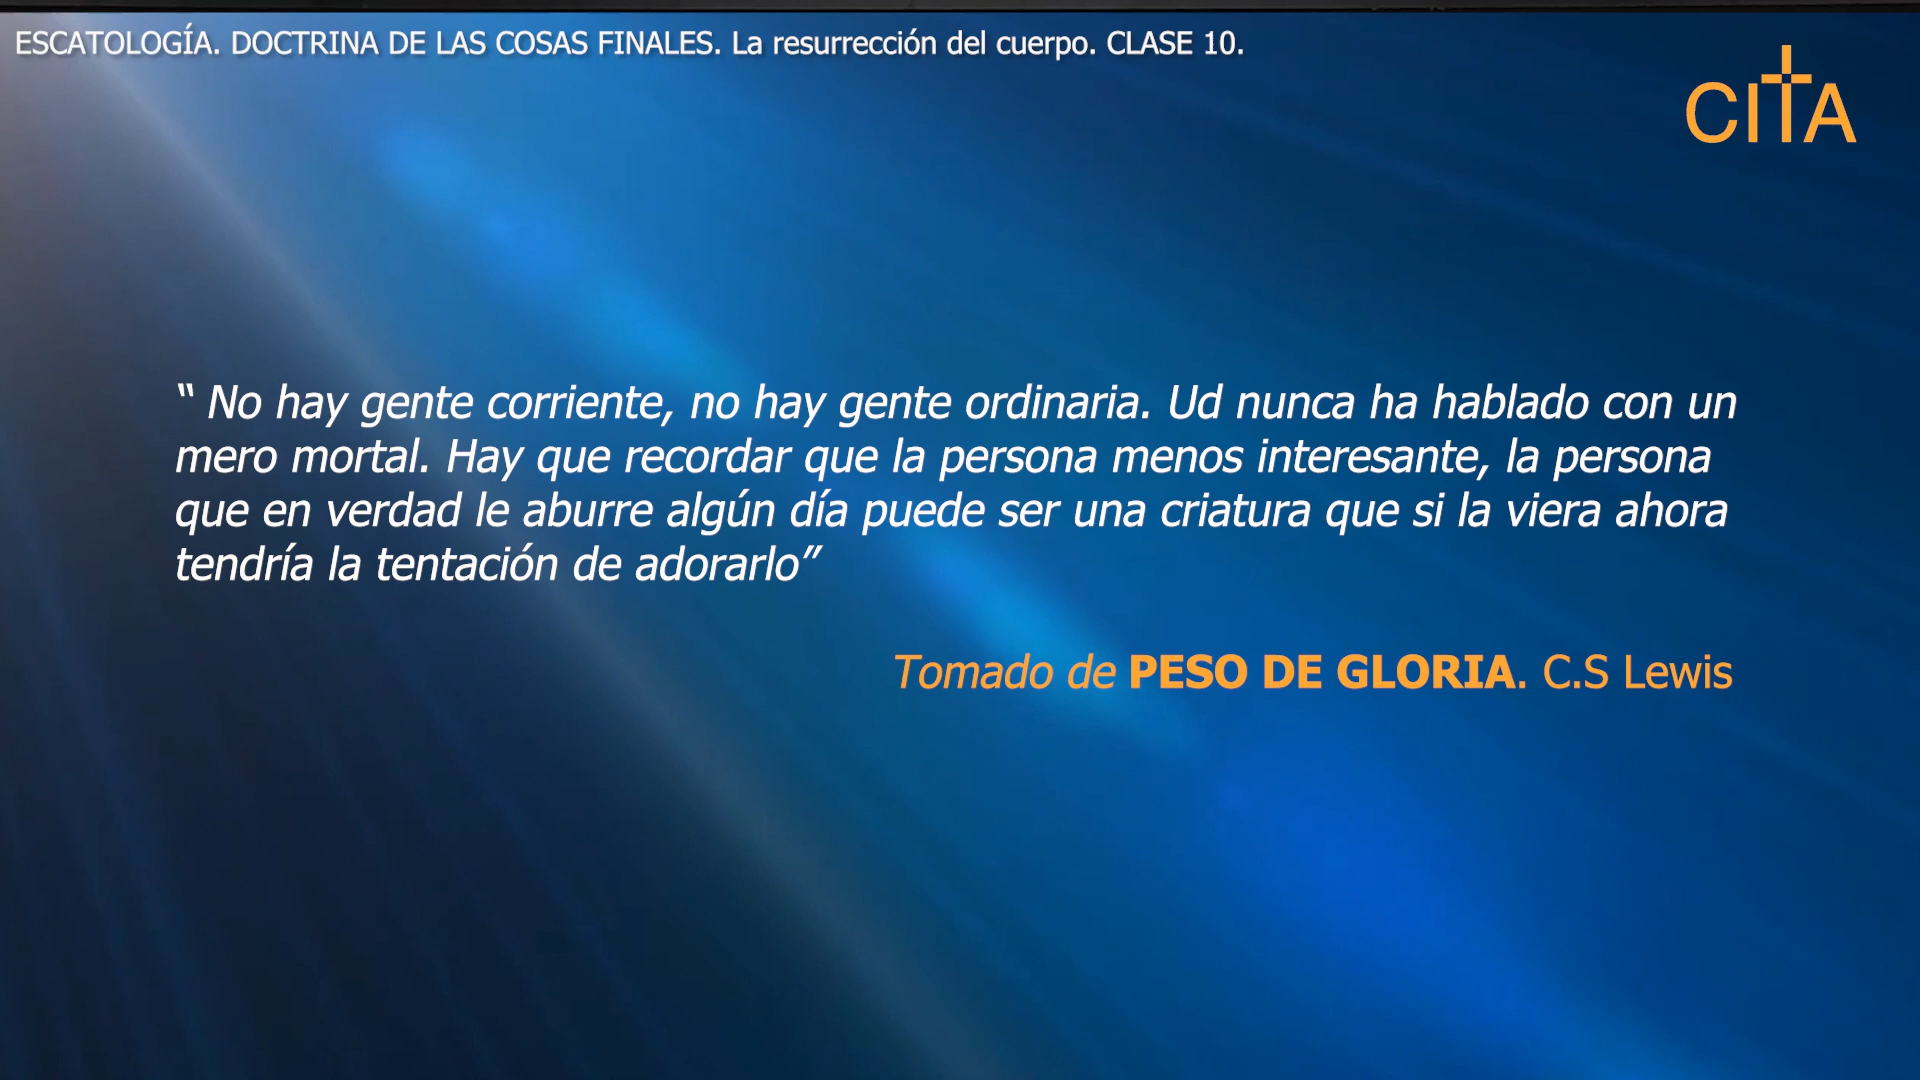 ESCATOLOGÍA. DOCTRINA DE LAS COSAS FINALES. La resurrección del cuerpo. CLASE 10.
CITA
“ No hay gente corriente, no hay gente ordinaria. Ud nunca ha hablado con un
mero mortal. Hay que recordar que la persona menos interesante, la persona
que en verdad le aburre algún día puede ser una criatura que si la viera ahora
tendría la tentación de adorarlo”
Tomado de PESO DE GLORIA. C.S Lewis